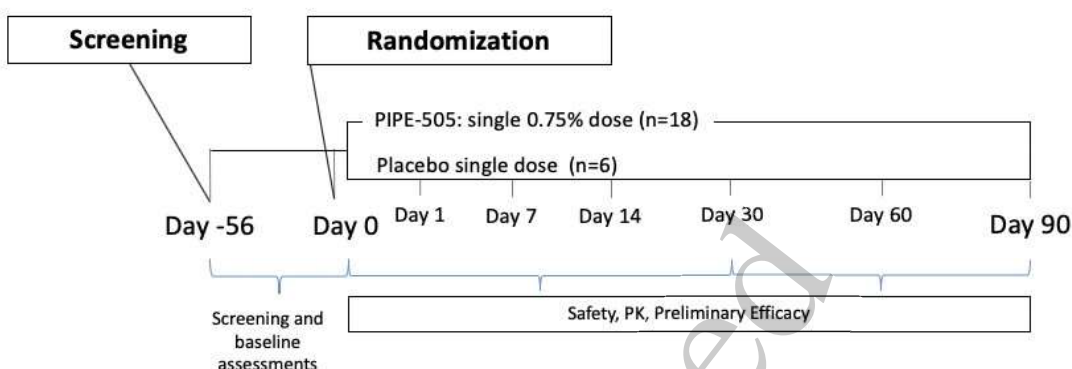 Screening
Randomization
PIPE-505: single 0.75% dose (n=18)
Placebo single dose (n=6)
Day -56
Day 0
Day 1
Day 7
Day 14
Day 30
Day 60
Day 90
Screening and
baseline
assessments
Safety, PK, Preliminary Efficacy